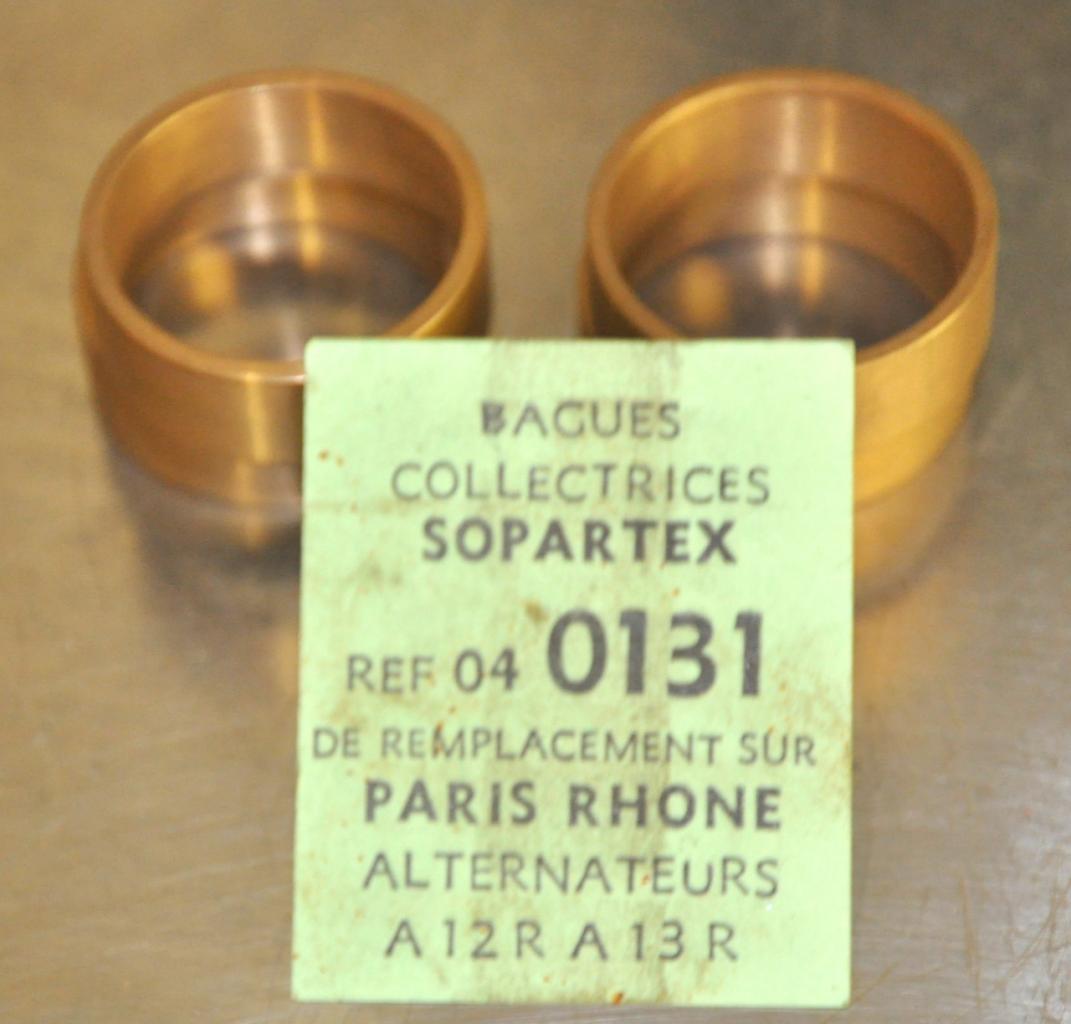 BAGUES
COLLECTRICES
SOPARTEX
REF 04 0131
DE REMPLACEMENT SUR
PARIS RHONE
ALTERNATEURS
A 12 R A 13 R